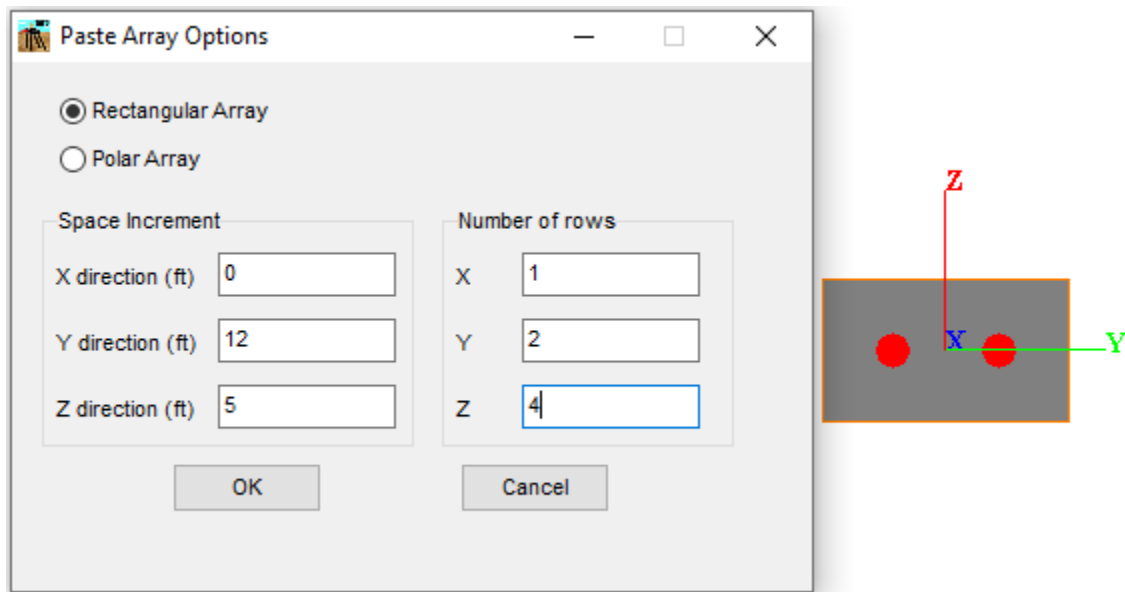 Paste Array Options
Rectangular Array
Polar Array
Space Increment
Number of rows
X direction (ft) 0
X 1
Y direction (ft) 12
Y 2
Z direction (ft) 5
Z 4
OK
Cancel
Z
X
Y